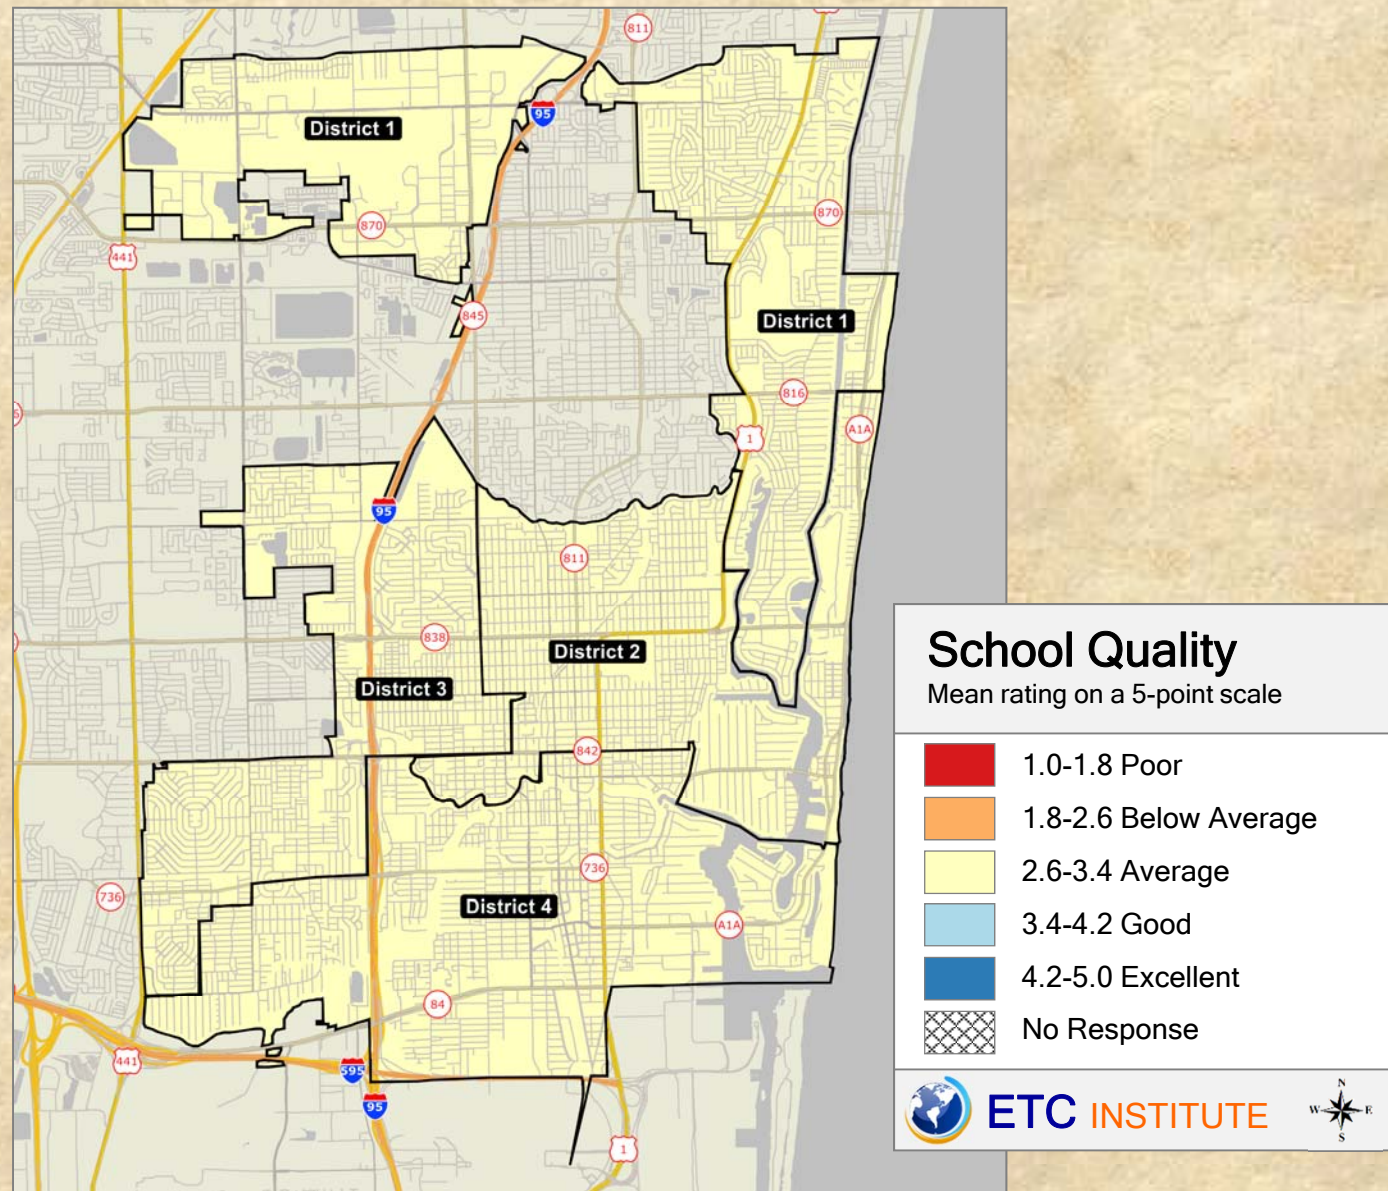 811
95
District 1
870
870
441
District 1
845
816
A1A
1
95
811
838
District 2
District 3
842
736
736
District 4
A1A
84
441
595
95
1
School Quality
Mean rating on a 5-point scale
1.0-1.8 Poor
1.8-2.6 Below Average
2.6-3.4 Average
3.4-4.2 Good
4.2-5.0 Excellent
No Response
ETC INSTITUTE
N
W E
S